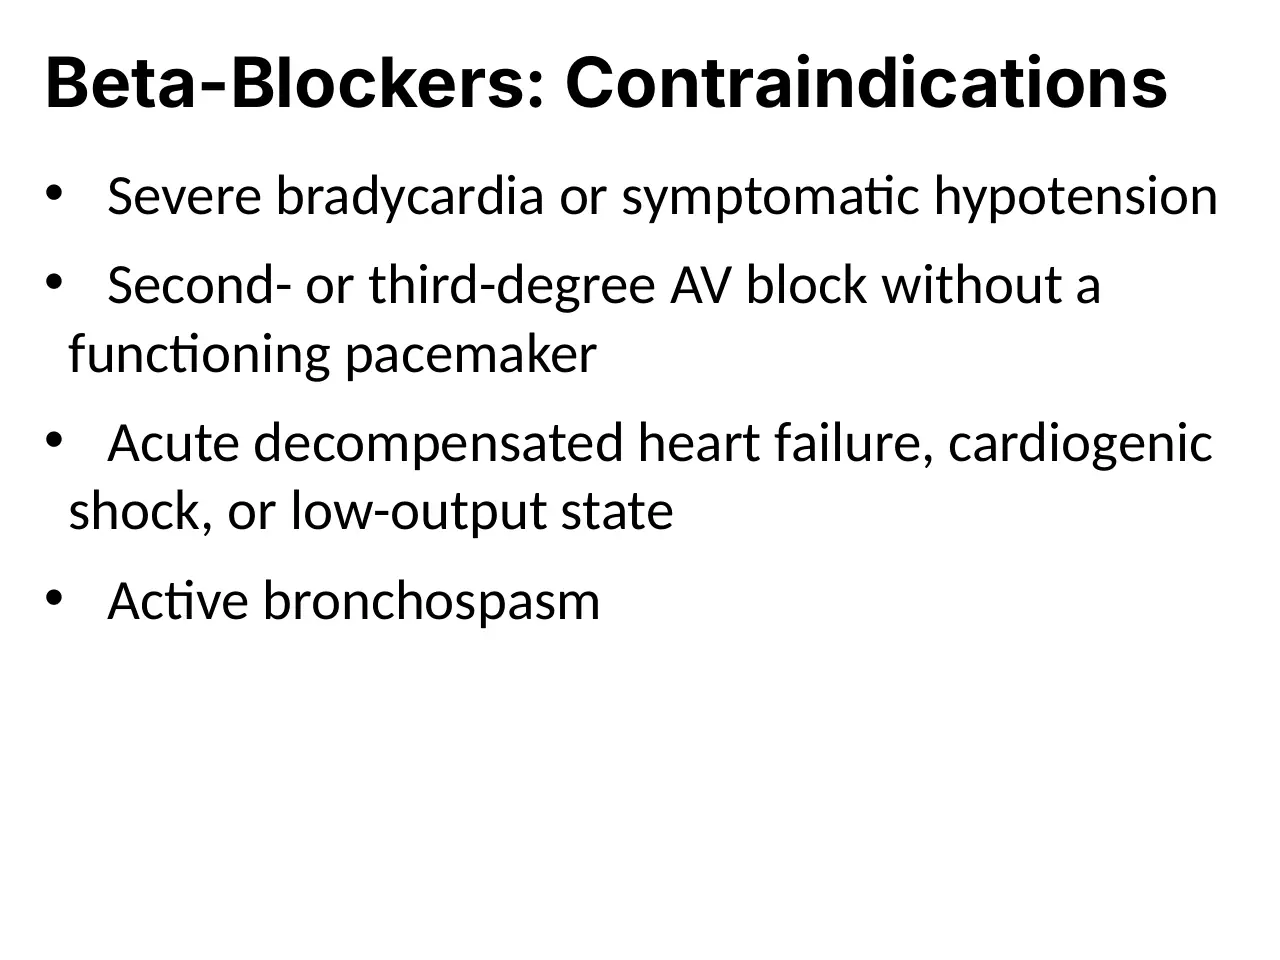 Beta-Blockers: Contraindications
• Severe bradycardia or symptomatic hypotension
• Second- or third-degree AV block without a
functioning pacemaker
• Acute decompensated heart failure, cardiogenic
shock, or low-output state
• Active bronchospasm